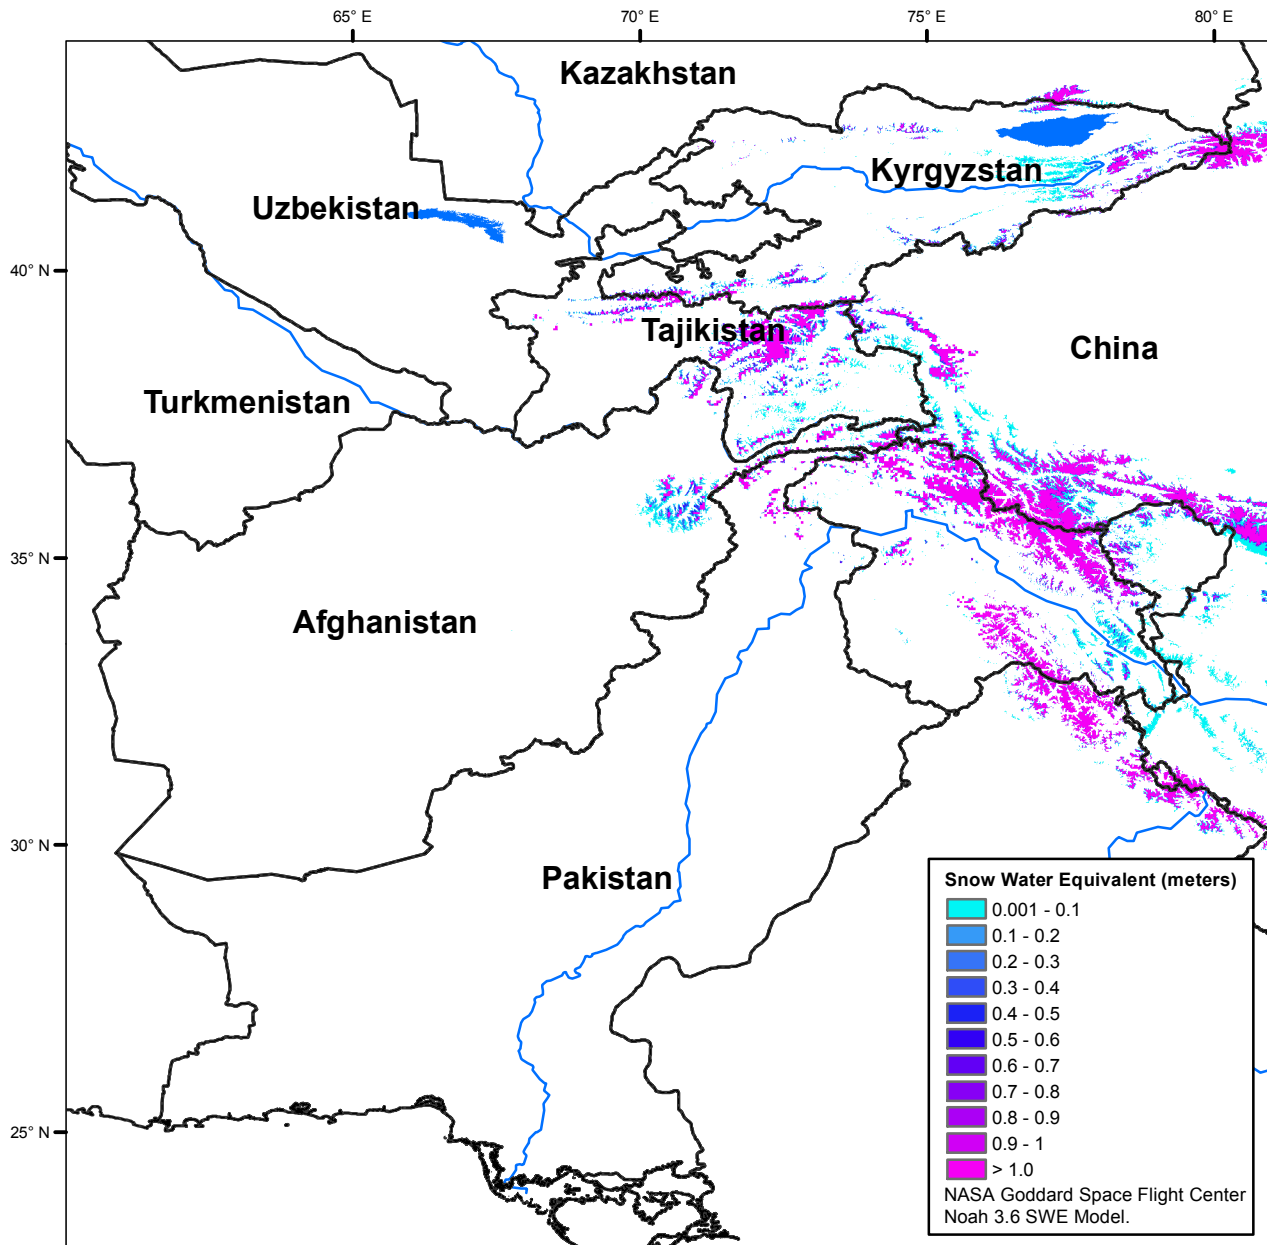 65° E
70° E
75° E
80° E
Kazakhstan
Kyrgyzstan
Uzbekistan
40° N
Tajikistan
China
Turkmenistan
35° N
Afghanistan
30° N
Pakistan
25° N
Snow Water Equivalent (meters)
0.001 - 0.1
0.1 - 0.2
0.2 - 0.3
0.3 - 0.4
0.4 - 0.5
0.5 - 0.6
0.6 - 0.7
0.7 - 0.8
0.8 - 0.9
0.9 - 1
> 1.0
NASA Goddard Space Flight Center
Noah 3.6 SWE Model.